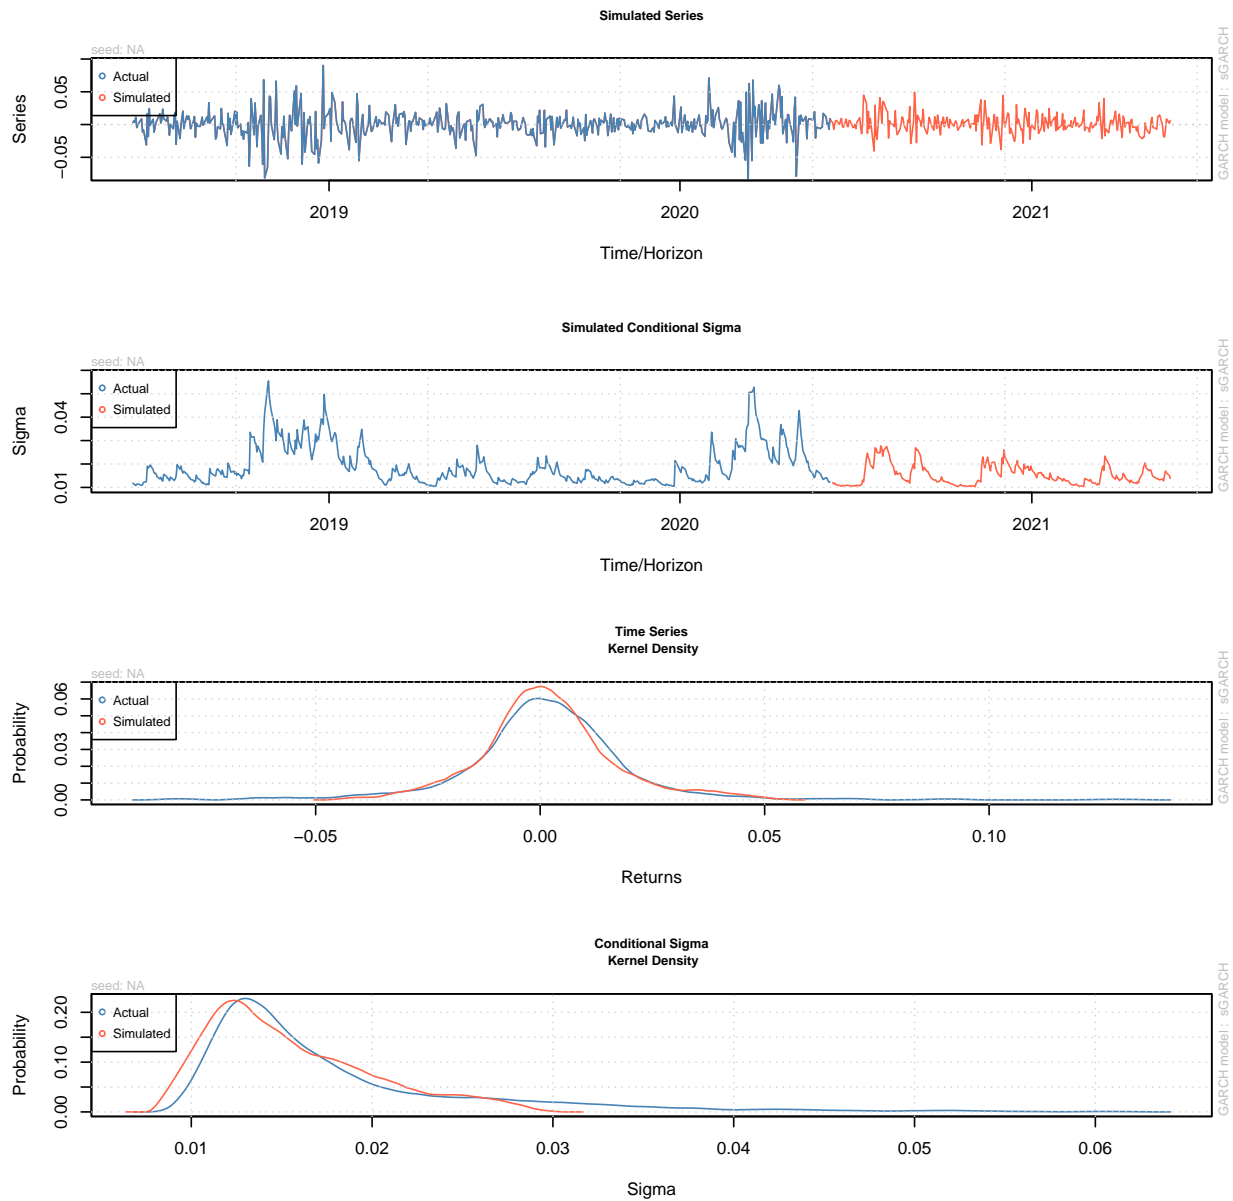 Simulated Series
seed: NA
GARCH model : sGARCH
Actual
Simulated
Series
0.05
−0.05
2019
2020
2021
Time/Horizon
Simulated Conditional Sigma
seed: NA
GARCH model : sGARCH
Actual
Simulated
Sigma
0.04
0.01
2019
2020
2021
Time/Horizon
Time Series
Kernel Density
seed: NA
GARCH model : sGARCH
Actual
Simulated
Probability
0.06
0.03
0.00
−0.05
0.00
0.05
0.10
Returns
Conditional Sigma
Kernel Density
seed: NA
GARCH model : sGARCH
Actual
Simulated
Probability
0.20
0.10
0.00
0.01
0.02
0.03
0.04
0.05
0.06
Sigma